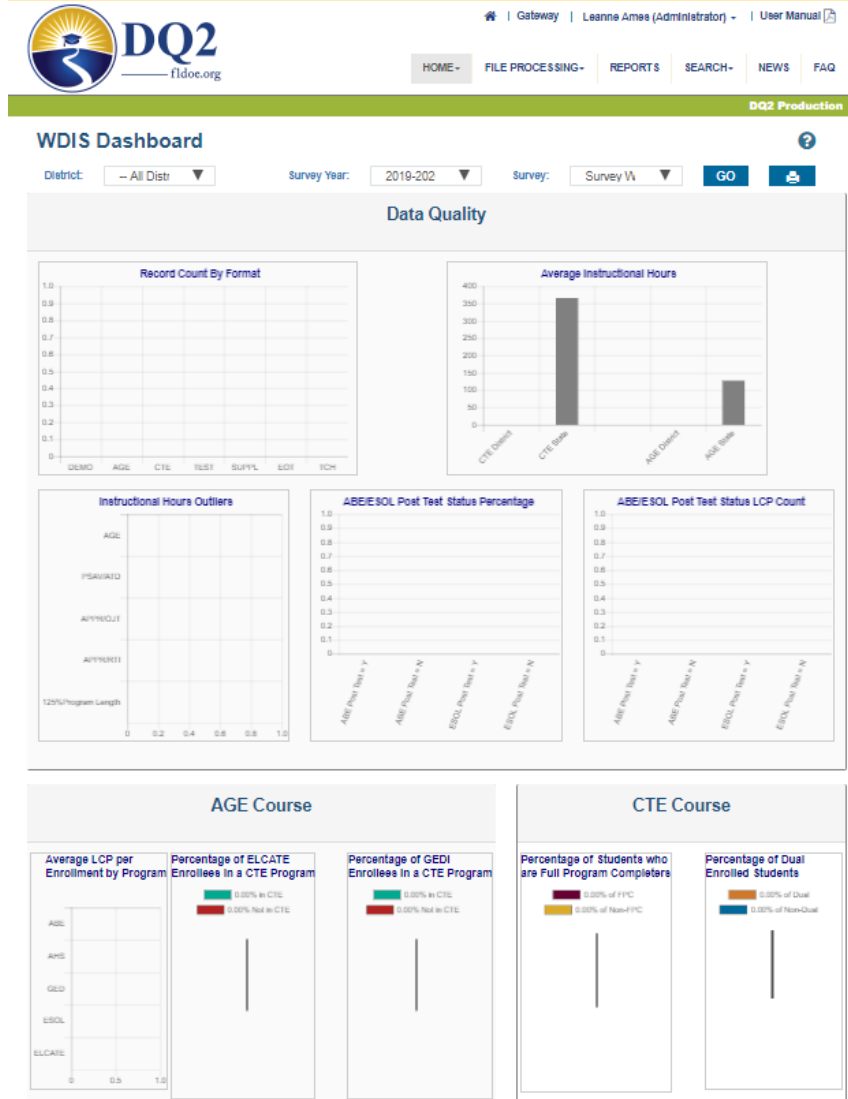 Gateway | Leanne Ames (Administrator) | User Manual
DQ2
fldoe.org
HOME FILE PROCESSING REPORTS SEARCH NEWS FAQ
DQ2 Production
WDIS Dashboard
District: -- All Distr Survey Year: 2019-202 Survey: Survey W GO
Data Quality
Record Count By Format
1.0
0.9
0.8
0.7
0.6
0.5
0.4
0.3
0.2
0.1
0
DEMO AGE CTE TEST SUPPL EOT TCH
Average Instructional Hours
400
350
300
250
200
150
100
50
0
CTE District CTE State AGE District AGE State
Instructional Hours Outliers
AGE
PSAV/ATD
APPR/OJT
APPR/RTI
125%Program Length
0 0.2 0.4 0.6 0.8 1.0
ABE/ESOL Post Test Status Percentage
1.0
0.9
0.8
0.7
0.6
0.5
0.4
0.3
0.2
0.1
0
ABE Post Test = Y ABE Post Test = N ESOL Post Test = Y ESOL Post Test = N
ABE/ESOL Post Test Status LCP Count
1.0
0.9
0.8
0.7
0.6
0.5
0.4
0.3
0.2
0.1
0
ABE Post Test = Y ABE Post Test = N ESOL Post Test = Y ESOL Post Test = N
AGE Course
Average LCP per
Enrollment by Program
ABE
AHS
GED
ESOL
ELCATE
0 0.5 1.0
Percentage of ELCATE
Enrollees in a CTE Program
0.00% in CTE
0.00% Not in CTE
Percentage of GEDI
Enrollees in a CTE Program
0.00% in CTE
0.00% Not in CTE
CTE Course
Percentage of Students who
are Full Program Completers
0.00% of FPC
0.00% of Non-FPC
Percentage of Dual
Enrolled Students
0.00% of Dual
0.00% of Non-Dual